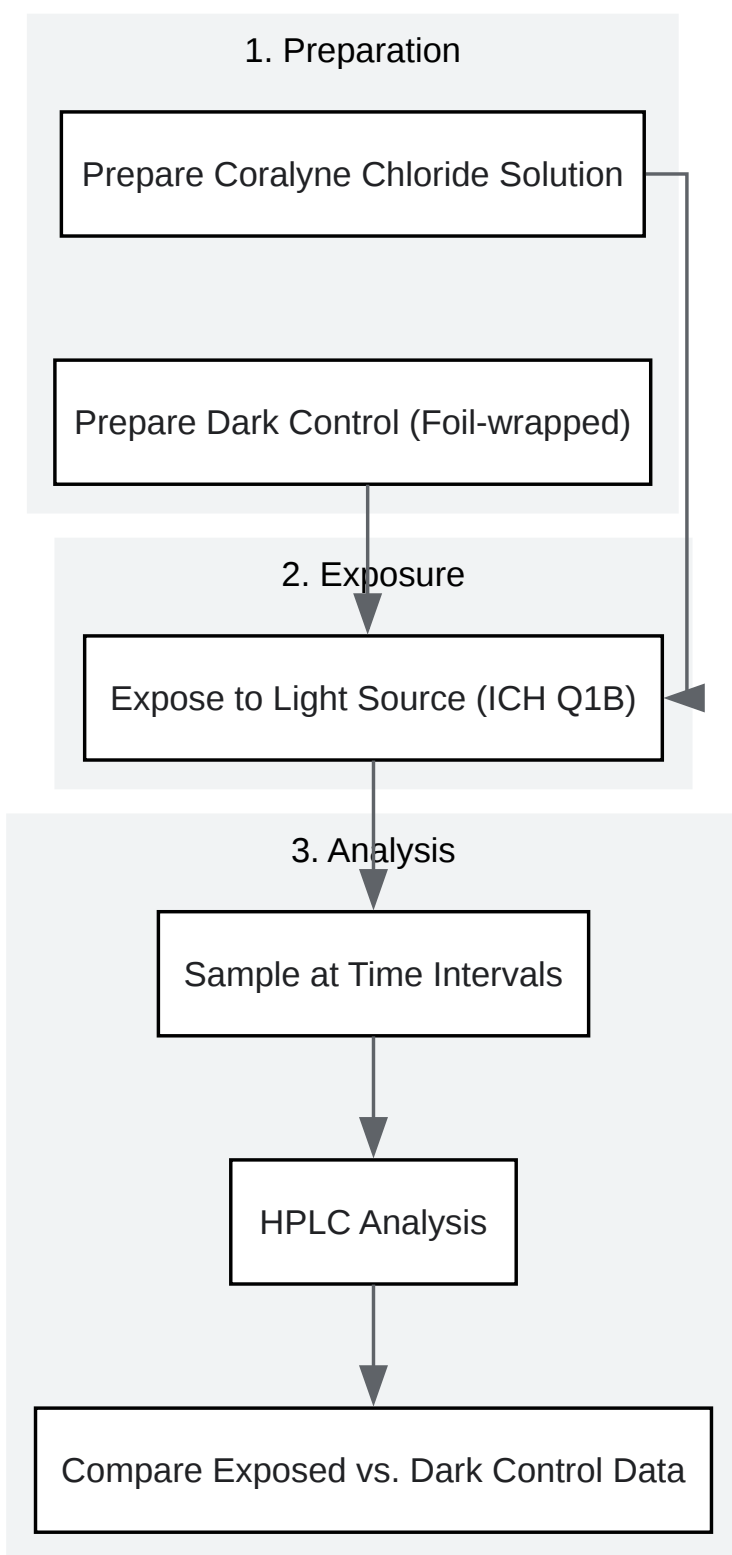 1. Preparation
Prepare Coralyne Chloride Solution
Prepare Dark Control (Foil-wrapped)
2. Exposure
Expose to Light Source (ICH Q1B)
3. Analysis
Sample at Time Intervals
HPLC Analysis
Compare Exposed vs. Dark Control Data